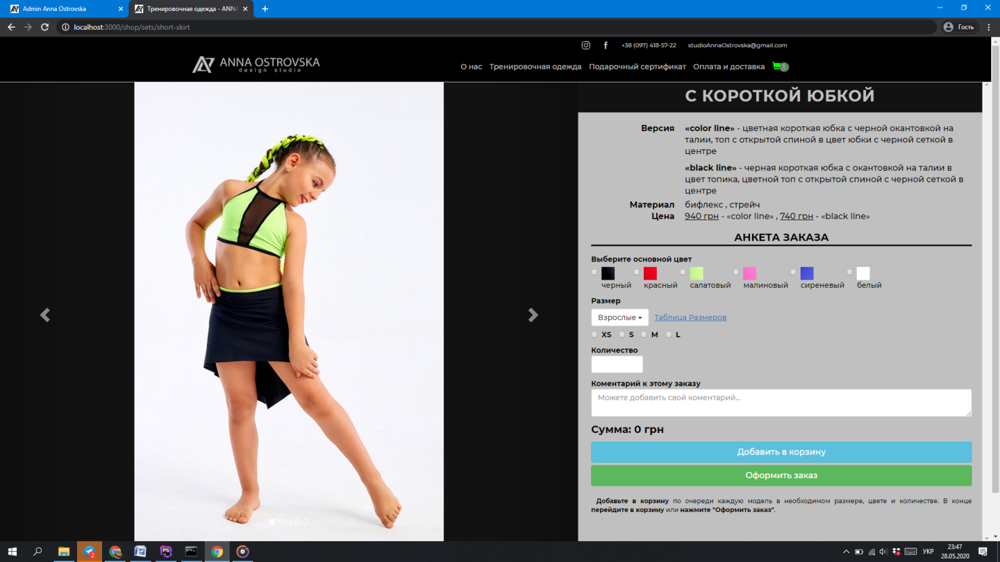 Admin Anna Ostrovska
Тренировочная одежда - ANNA
localhost:3000/shop/sets/short-skirt
Гость
+38 (097) 418-57-22 studioAnnaOstrovska@gmail.com
ANNA OSTROVSKA
design studio
О нас Тренировочная одежда Подарочный сертификат Оплата и доставка 1
С КОРОТКОЙ ЮБКОЙ
Версия «color line» - цветная короткая юбка с черной окантовкой на
талии, топ с открытой спиной в цвет юбки с черной сеткой в
центре
«black line» - черная короткая юбка с окантовкой на талии в
цвет топика, цветной топ с открытой спиной с черной сеткой в
центре
Материал бифлекс , стрейч
Цена 940 грн - «color line» , 740 грн - «black line»
АНКЕТА ЗАКАЗА
Выберите основной цвет
черный красный салатовый малиновый сиреневый белый
Размер
Взрослые Таблица Размеров
XS S M L
Количество
Коментарий к этому заказу
Можете добавить свой коментарий...
Сумма: 0 грн
Добавить в корзину
Оформить заказ
Добавьте в корзину по очереди каждую модель в необходимом размере, цвете и количестве. В конце
перейдите в корзину или нажмите "Оформить заказ".
2
PS
УКР
23:47
28.05.2020